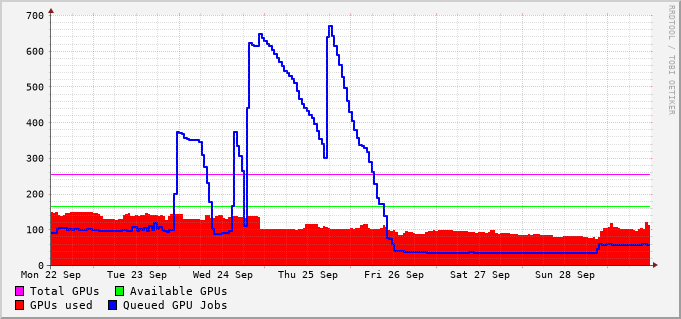 700
600
500
400
300
200
100
0
Mon 22 Sep Tue 23 Sep Wed 24 Sep Thu 25 Sep Fri 26 Sep Sat 27 Sep Sun 28 Sep
Total GPUs Available GPUs
GPUs used Queued GPU Jobs
RRDTOOL / TOBI OETIKER